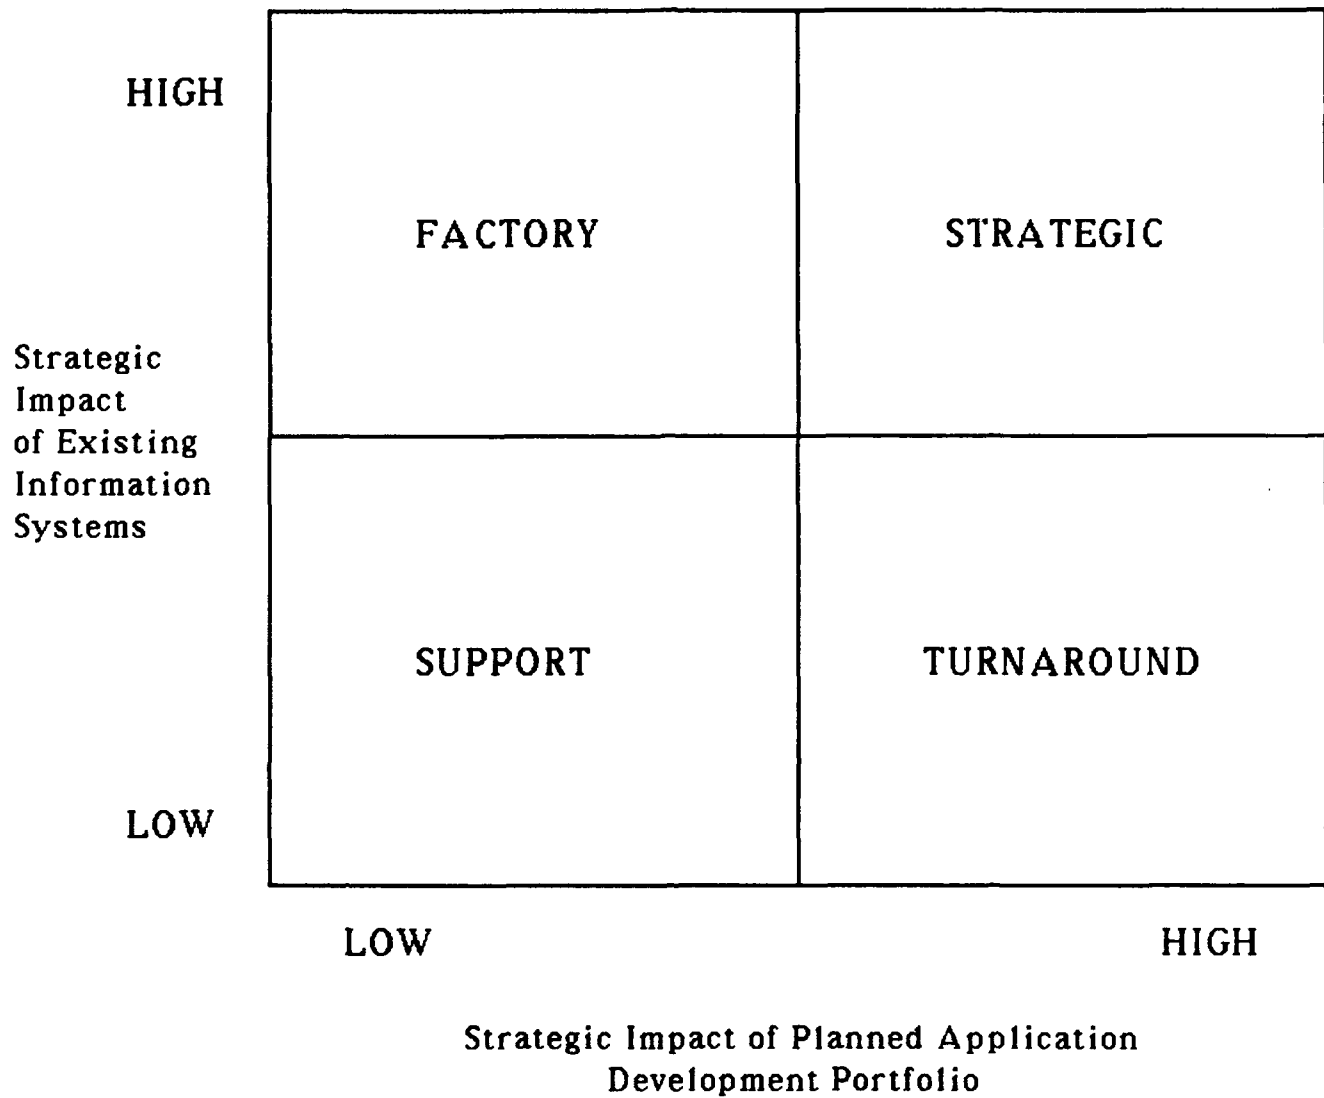 HIGH
FACTORY
STRATEGIC
Strategic
Impact
of Existing
Information
Systems
SUPPORT
TURNAROUND
LOW
LOW
HIGH
Strategic Impact of Planned Application
Development Portfolio